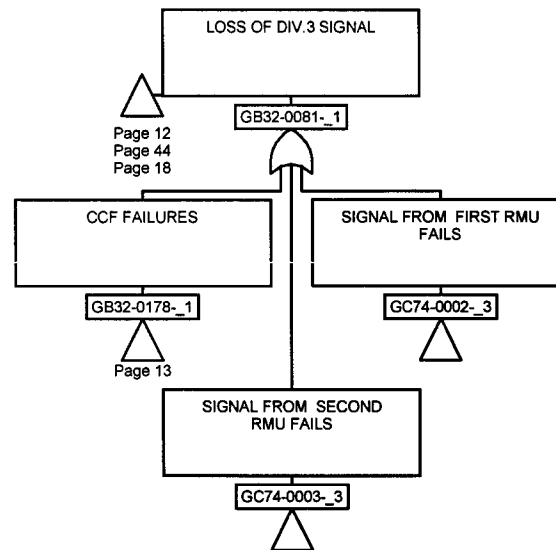 LOSS OF DIV.3 SIGNAL
GB32-0081-_1
Page 12
Page 44
Page 18
CCF FAILURES
GB32-0178-_1
Page 13
SIGNAL FROM FIRST RMU
FAILS
GC74-0002-_3
SIGNAL FROM SECOND
RMU FAILS
GC74-0003-_3